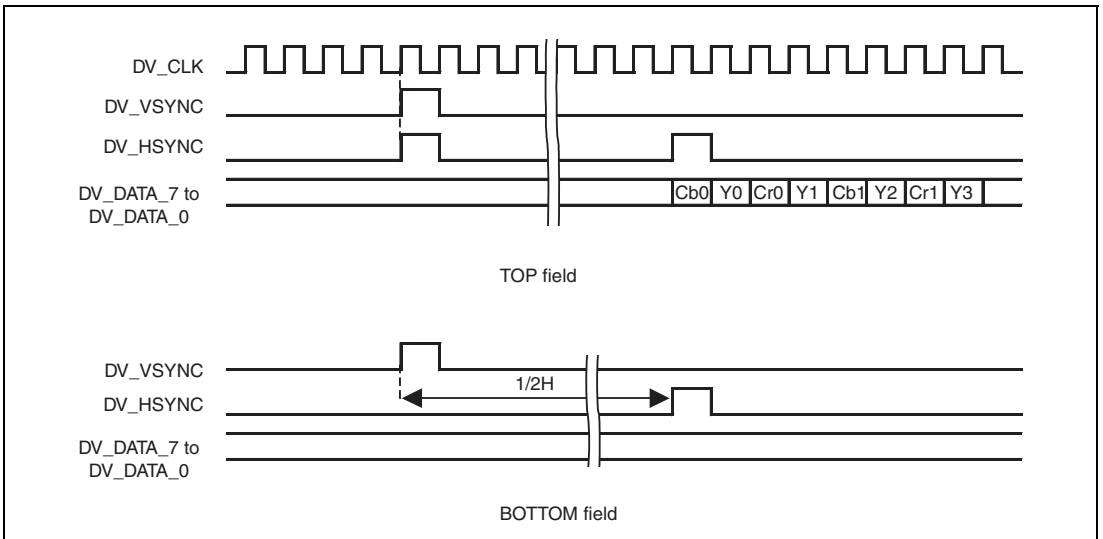 DV_CLK
DV_VSYNC
DV_HSYNC
DV_DATA_7 to
DV_DATA_0
Cb0 Y0 Cr0 Y1 Cb1 Y2 Cr1 Y3
TOP field
DV_VSYNC
1/2H
DV_HSYNC
DV_DATA_7 to
DV_DATA_0
BOTTOM field